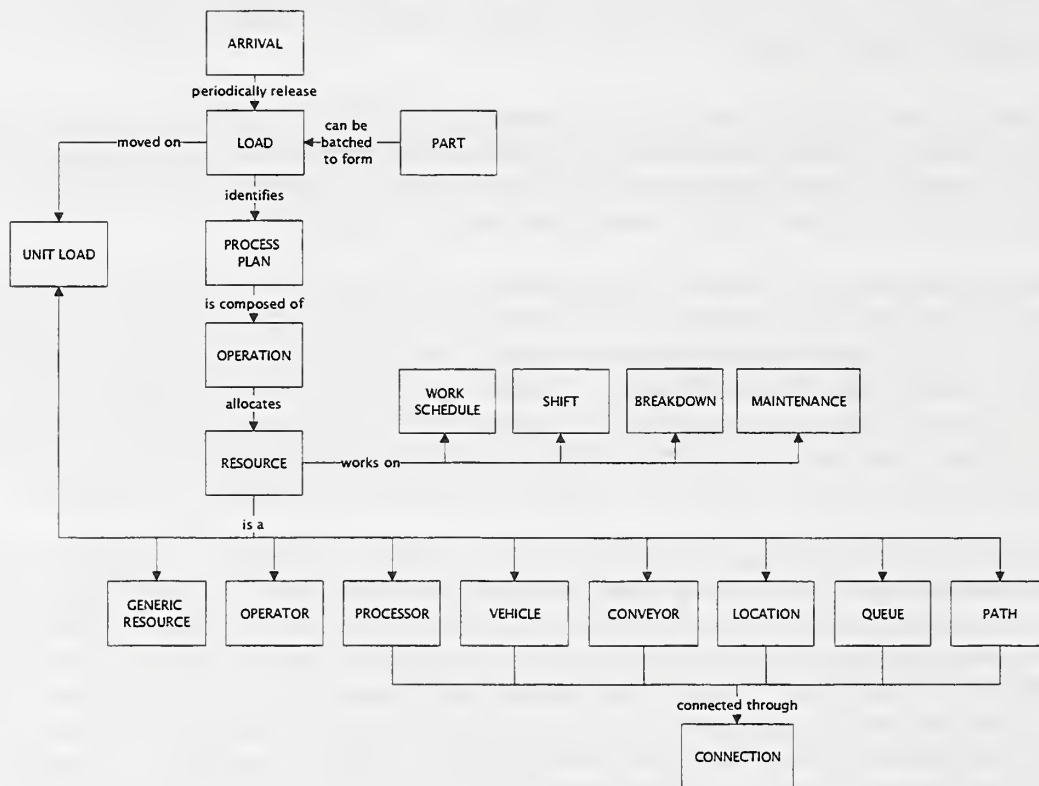 ARRIVAL
periodically release
moved on
LOAD
can be
batched
to form
PART
identifies
UNIT LOAD
PROCESS
PLAN
is composed of
OPERATION
allocates
WORK
SCHEDULE
SHIFT
BREAKDOWN
MAINTENANCE
RESOURCE
works on
is a
GENERIC
RESOURCE
OPERATOR
PROCESSOR
VEHICLE
CONVEYOR
LOCATION
QUEUE
PATH
connected through
CONNECTION